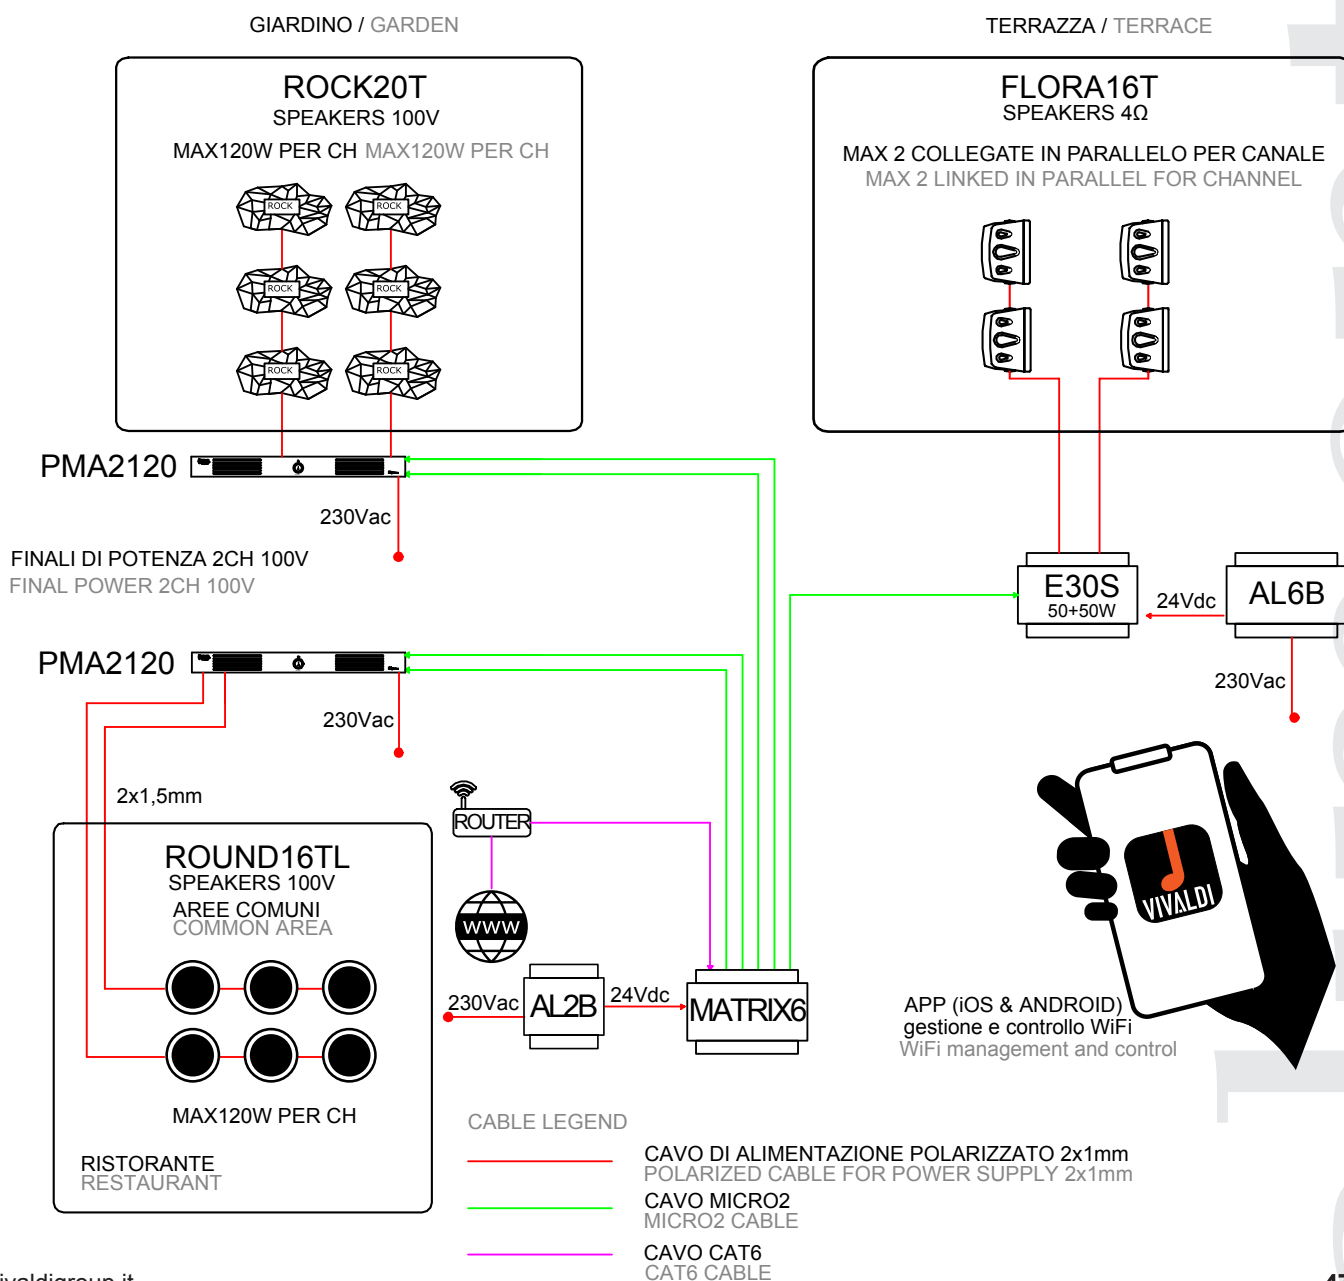 GIARDINO / GARDEN
TERRAZZA / TERRACE
ROCK20T
SPEAKERS 100V
MAX120W PER CH MAX120W PER CH
ROCK
ROCK
ROCK
ROCK
ROCK
ROCK
FLORA16T
SPEAKERS 4Ω
MAX 2 COLLEGATE IN PARALLELO PER CANALE
MAX 2 LINKED IN PARALLEL FOR CHANNEL
PMA2120
230Vac
FINALI DI POTENZA 2CH 100V
FINAL POWER 2CH 100V
E30S
50+50W
24Vdc
AL6B
230Vac
PMA2120
230Vac
2x1,5mm
ROUTER
WWW
ROUND16TL
SPEAKERS 100V
AREE COMUNI
COMMON AREA
MAX120W PER CH
RISTORANTE
RESTAURANT
230Vac
AL2B
24Vdc
MATRIX6
VIVALDI
APP (iOS & ANDROID)
gestione e controllo WiFi
WiFi management and control
CABLE LEGEND
CAVO DI ALIMENTAZIONE POLARIZZATO 2x1mm
POLARIZED CABLE FOR POWER SUPPLY 2x1mm
CAVO MICRO2
MICRO2 CABLE
CAVO CAT6
CAT6 CABLE
ivaldigroup.it